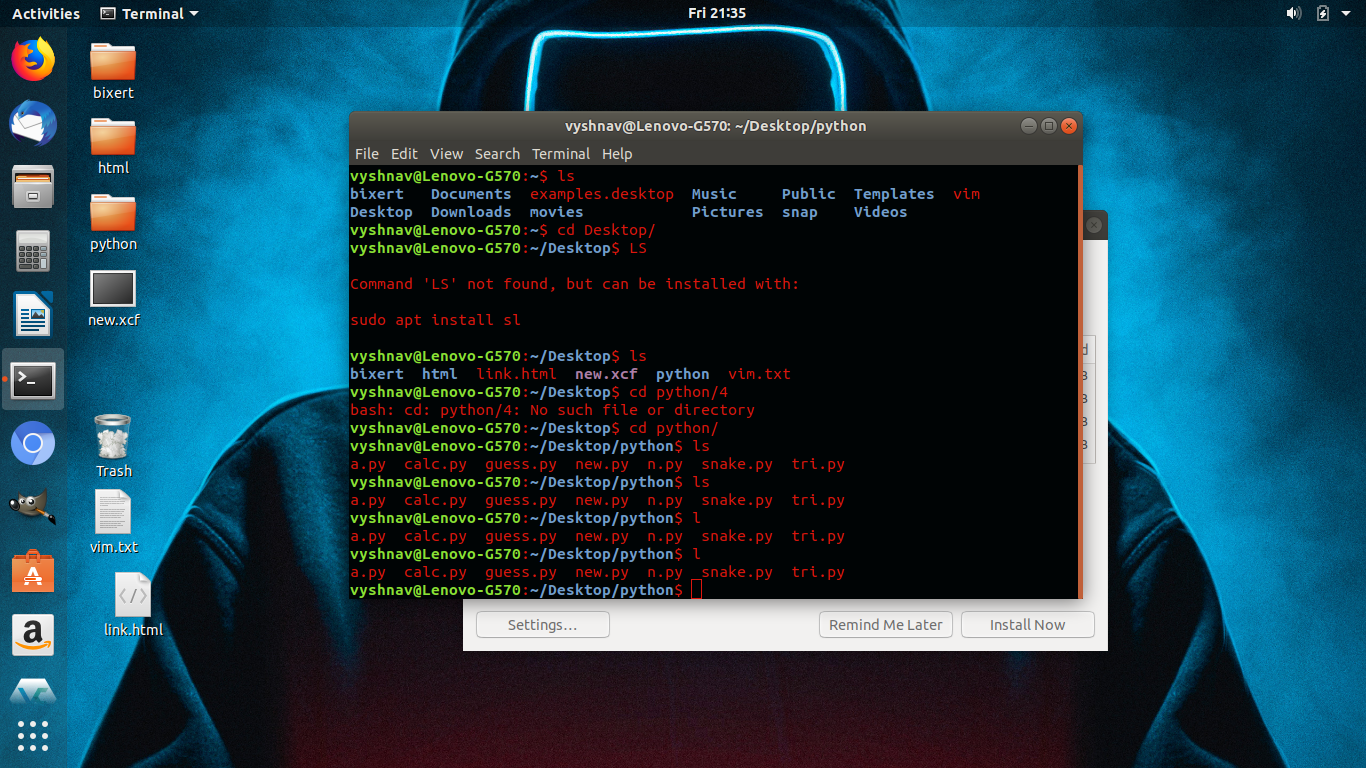 Activities Terminal Fri 21:35
bixert
html
python
new.xcf
Trash
vim.txt
link.html
vyshnav@Lenovo-G570: ~/Desktop/python
File Edit View Search Terminal Help
vyshnav@Lenovo-G570:~$ ls
bixert Documents examples.desktop Music Public Templates vim
Desktop Downloads movies Pictures snap Videos
vyshnav@Lenovo-G570:~$ cd Desktop/
vyshnav@Lenovo-G570:~/Desktop$ LS
Command 'LS' not found, but can be installed with:
sudo apt install sl
vyshnav@Lenovo-G570:~/Desktop$ ls
bixert html link.html new.xcf python vim.txt
vyshnav@Lenovo-G570:~/Desktop$ cd python/4
bash: cd: python/4: No such file or directory
vyshnav@Lenovo-G570:~/Desktop$ cd python/
vyshnav@Lenovo-G570:~/Desktop/python$ ls
a.py calc.py guess.py new.py n.py snake.py tri.py
vyshnav@Lenovo-G570:~/Desktop/python$ ls
a.py calc.py guess.py new.py n.py snake.py tri.py
vyshnav@Lenovo-G570:~/Desktop/python$ l
a.py calc.py guess.py new.py n.py snake.py tri.py
vyshnav@Lenovo-G570:~/Desktop/python$ l
a.py calc.py guess.py new.py n.py snake.py tri.py
vyshnav@Lenovo-G570:~/Desktop/python$
Settings... Remind Me Later Install Now